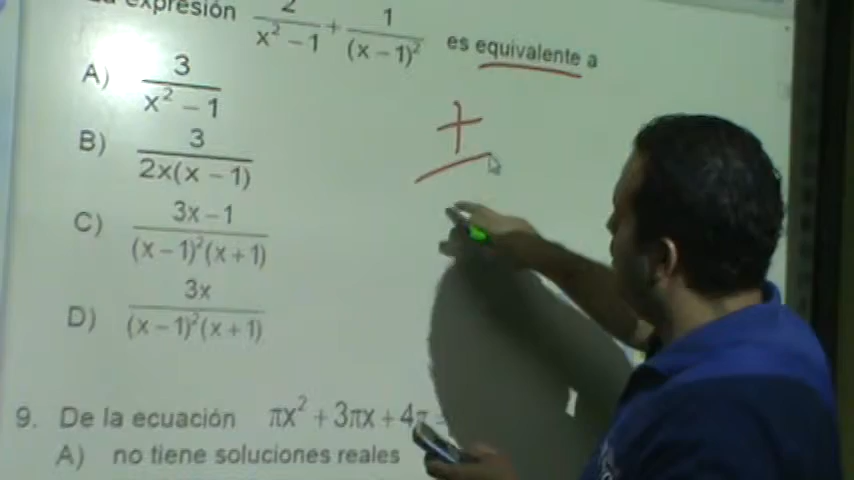 expresión 2/(x² − 1) + 1/(x − 1)² es equivalente a
A) 3/(x² − 1)
B) 3/(2x(x − 1))
C) (3x − 1)/((x − 1)²(x + 1))
D) 3x/((x − 1)²(x + 1))
+
9. De la ecuación πx² + 3πx + 4π =
A) no tiene soluciones reales